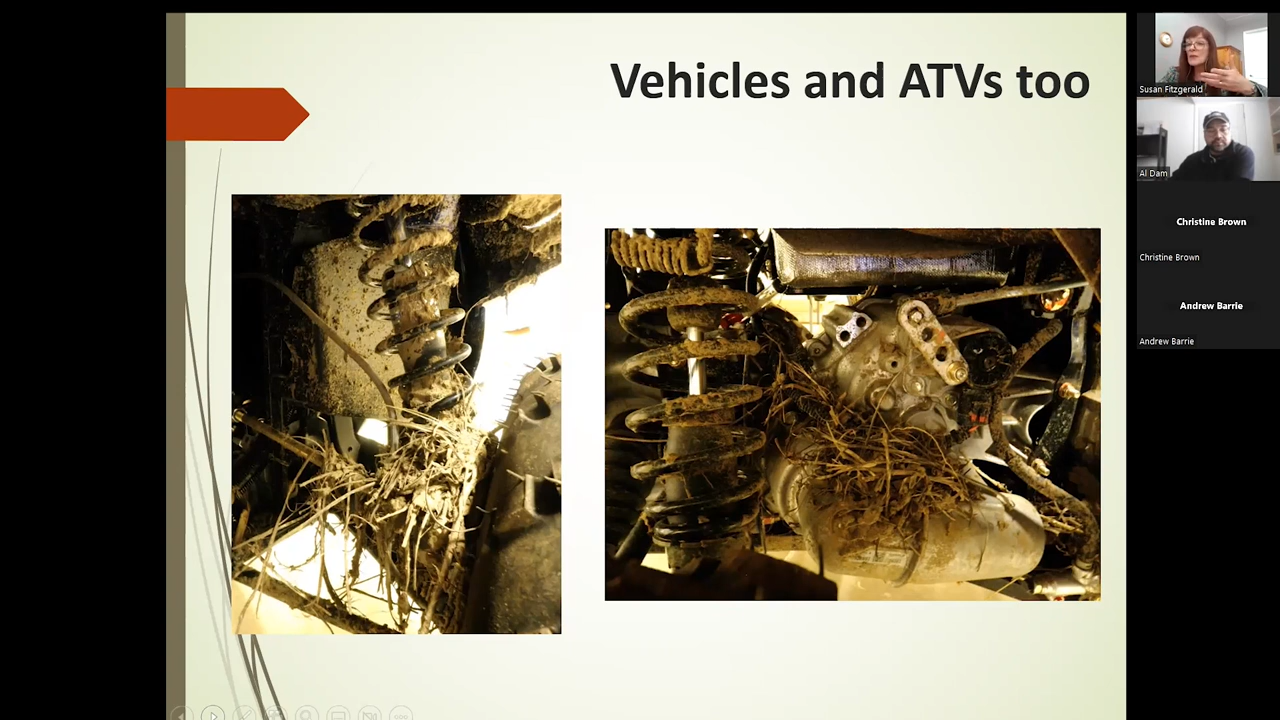 Vehicles and ATVs too
Susan Fitzgerald
Al Dam
Christine Brown
Christine Brown
Andrew Barrie
Andrew Barrie